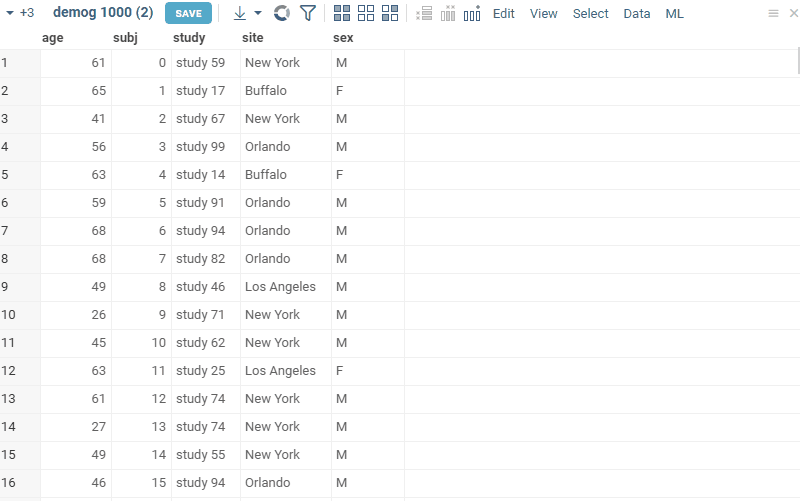 +3 demog 1000 (2) SAVE Edit View Select Data ML
age subj study site sex
1 61 0 study 59 New York M
2 65 1 study 17 Buffalo F
3 41 2 study 67 New York M
4 56 3 study 99 Orlando M
5 63 4 study 14 Buffalo F
6 59 5 study 91 Orlando M
7 68 6 study 94 Orlando M
8 68 7 study 82 Orlando M
9 49 8 study 46 Los Angeles M
10 26 9 study 71 New York M
11 45 10 study 62 New York M
12 63 11 study 25 Los Angeles F
13 61 12 study 74 New York M
14 27 13 study 74 New York M
15 49 14 study 55 New York M
16 46 15 study 94 Orlando M